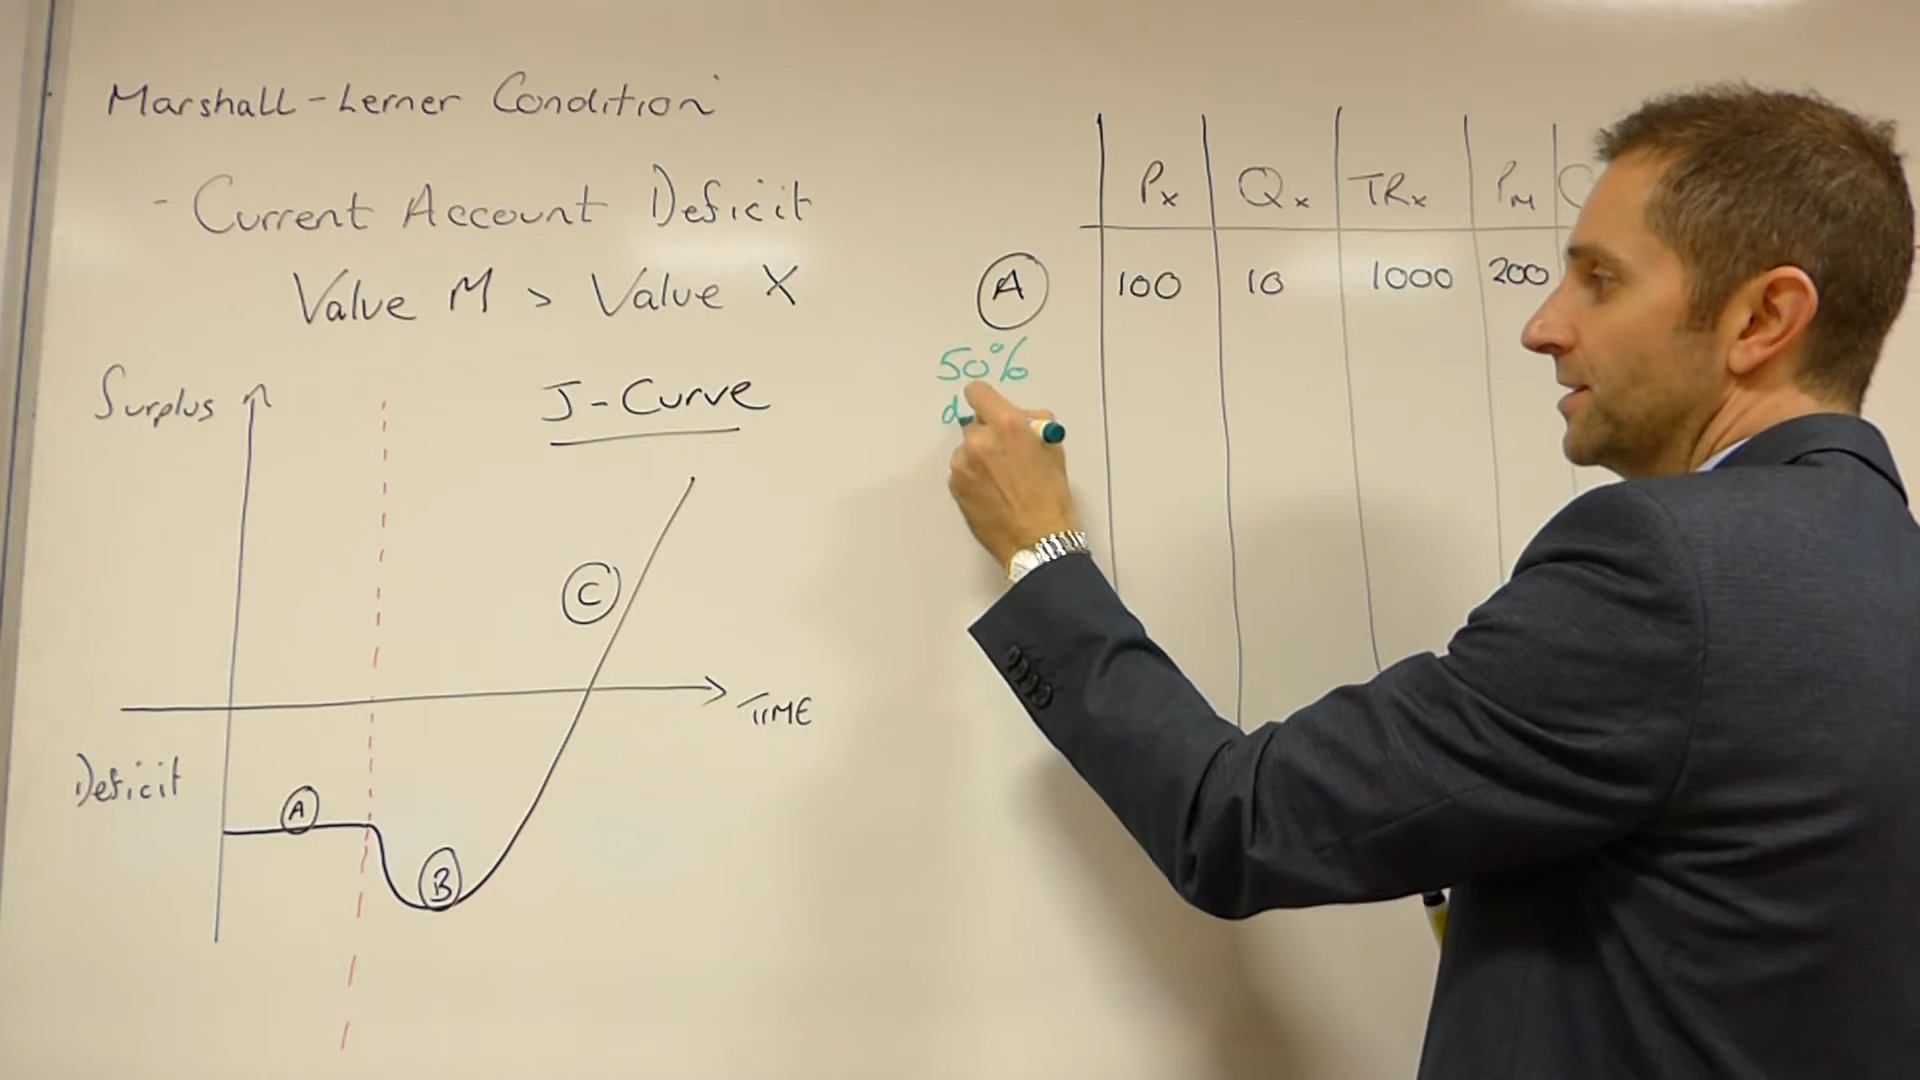 Marshall-Lerner Condition
- Current Account Deficit
Value M > Value X
Surplus
J-Curve
C
TIME
Deficit
A
B
Px Qx TRx PM
A 100 10 1000 200
50%
d